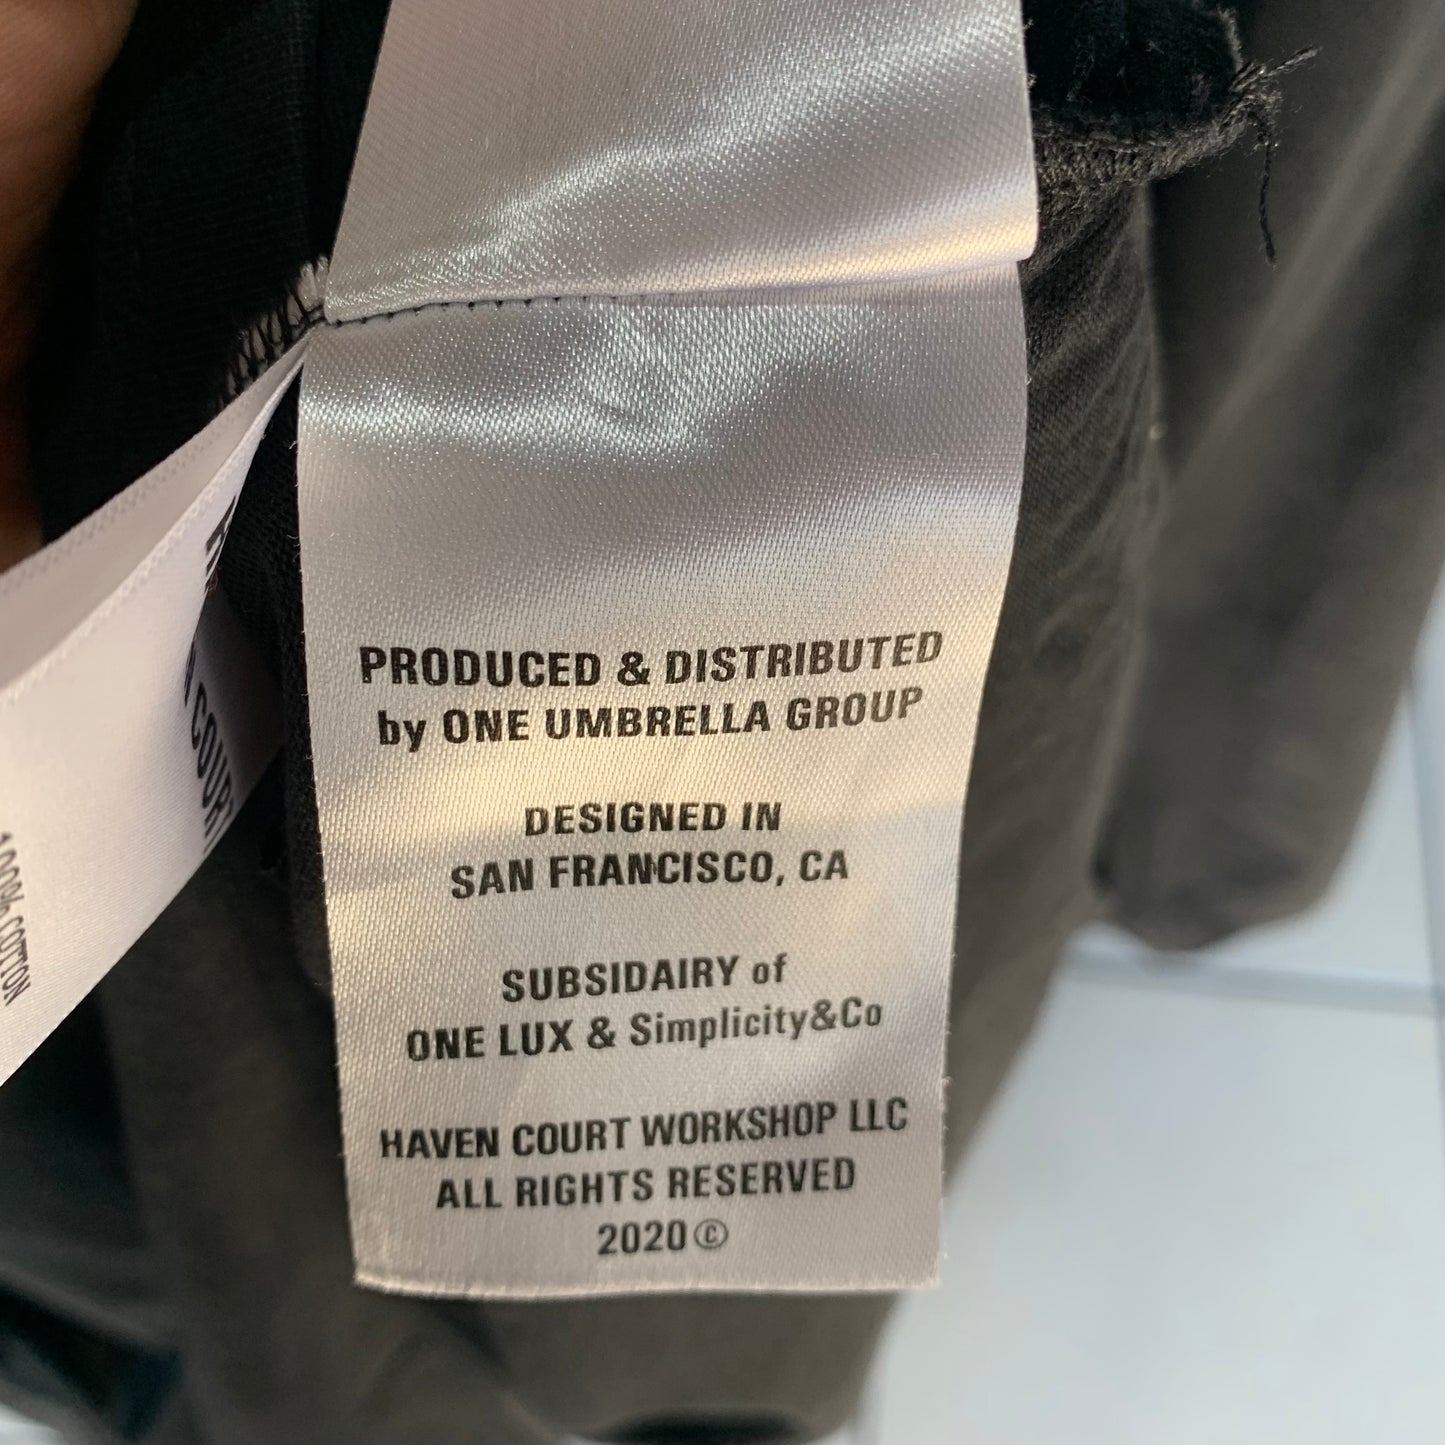 PRODUCED & DISTRIBUTED
by ONE UMBRELLA GROUP
DESIGNED IN
SAN FRANCISCO, CA
SUBSIDAIRY of
ONE LUX & Simplicity&Co
HAVEN COURT WORKSHOP LLC
ALL RIGHTS RESERVED
2020©
COURT
100% COTTON